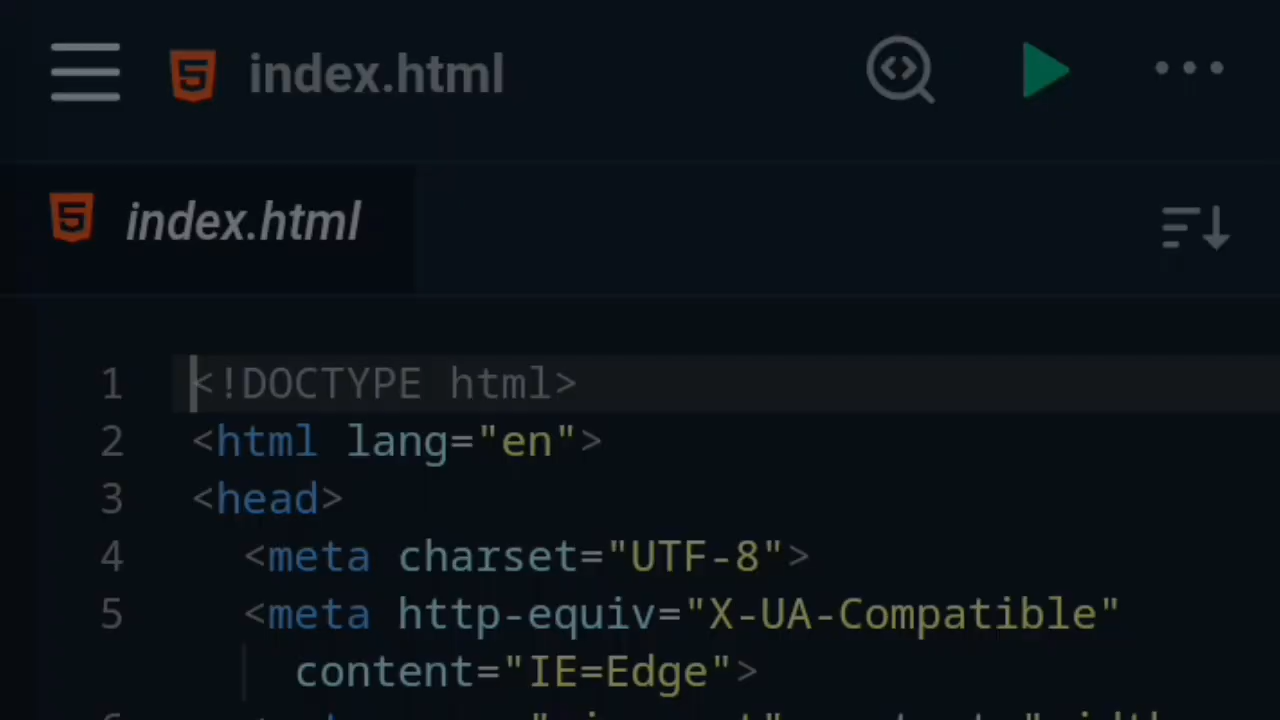 index.html
index.html
1 <!DOCTYPE html>
2 <html lang="en">
3 <head>
4 <meta charset="UTF-8">
5 <meta http-equiv="X-UA-Compatible"
content="IE=Edge">